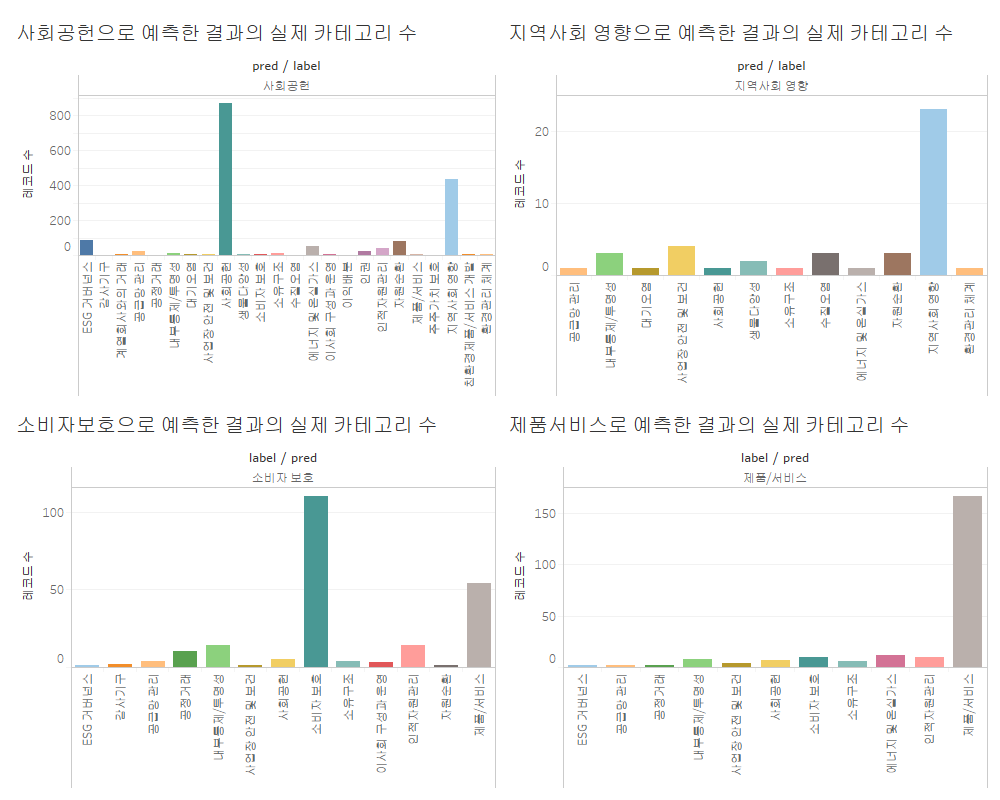 사회공헌으로 예측한 결과의 실제 카테고리 수
pred / label
사회공헌
레코드 수
800
600
400
200
0
ESG 거버넌스
감사기구
계열회사와의 거래
공급망 관리
공정거래
내부통제/투명성
대기오염
사업장 안전 및 보건
사회공헌
생물다양성
소비자 보호
소유구조
수질오염
에너지 및 온실가스
이사회 구성과 운영
이익배분
인권
인적자원관리
자원순환
제품/서비스
주주가치 보호
지역사회 영향
친환경 제품/서비스 개발
환경관리 체계
지역사회 영향으로 예측한 결과의 실제 카테고리 수
pred / label
지역사회 영향
레코드 수
20
10
0
공급망 관리
내부통제/투명성
대기오염
사업장 안전 및 보건
사회공헌
생물다양성
소유구조
수질오염
에너지 및 온실가스
자원순환
지역사회 영향
환경관리 체계
소비자보호으로 예측한 결과의 실제 카테고리 수
label / pred
소비자 보호
레코드 수
100
50
0
ESG 거버넌스
감사기구
공급망 관리
공정거래
내부통제/투명성
사업장 안전 및 보건
사회공헌
소비자 보호
소유구조
이사회 구성과 운영
인적자원관리
자원순환
제품/서비스
제품서비스로 예측한 결과의 실제 카테고리 수
label / pred
제품/서비스
레코드 수
150
100
50
0
ESG 거버넌스
공급망 관리
공정거래
내부통제/투명성
사업장 안전 및 보건
사회공헌
소비자 보호
소유구조
에너지 및 온실가스
인적자원관리
제품/서비스